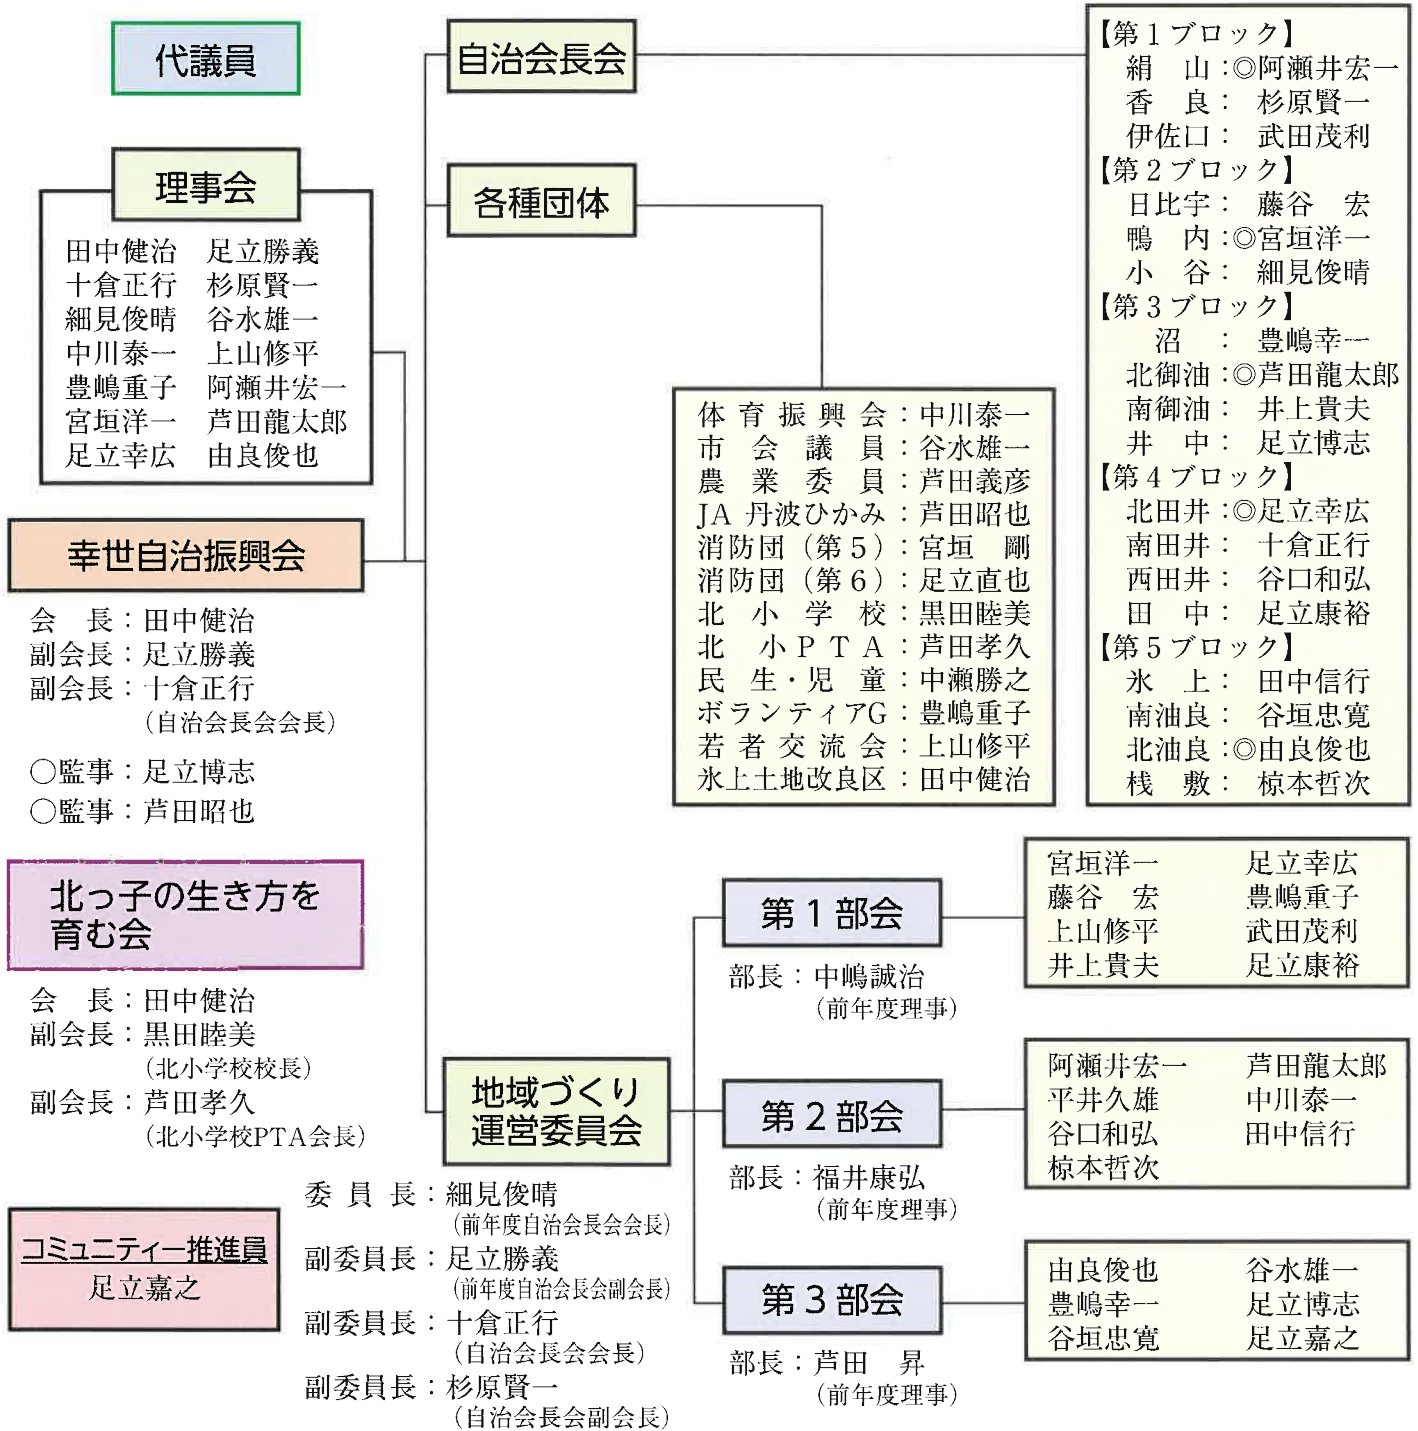 代議員
理事会
田中健治　足立勝義
十倉正行　杉原賢一
細見俊晴　谷水雄一
中川泰一　上山修平
豊嶋重子　阿瀬井宏一
宮垣洋一　芦田龍太郎
足立幸広　由良俊也
幸世自治振興会
会　長：田中健治
副会長：足立勝義
副会長：十倉正行
（自治会長会会長）
○監事：足立博志
○監事：芦田昭也
北っ子の生き方を
育む会
会　長：田中健治
副会長：黒田睦美
（北小学校校長）
副会長：芦田孝久
（北小学校PTA会長）
コミュニティー推進員
足立嘉之
自治会長会
【第１ブロック】
絹　山：◎阿瀬井宏一
香　良：　杉原賢一
伊佐口：　武田茂利
【第２ブロック】
日比宇：　藤谷　宏
鴨　内：◎宮垣洋一
小　谷：　細見俊晴
【第３ブロック】
沼　：　豊嶋幸一
北御油：◎芦田龍太郎
南御油：　井上貴夫
井　中：　足立博志
【第４ブロック】
北田井：◎足立幸広
南田井：　十倉正行
西田井：　谷口和弘
田　中：　足立康裕
【第５ブロック】
氷　上：　田中信行
南油良：　谷垣忠寛
北油良：◎由良俊也
桟　敷：　椋本哲次
各種団体
体育振興会：中川泰一
市会議員：谷水雄一
農業委員：芦田義彦
JA丹波ひかみ：芦田昭也
消防団（第５）：宮垣　剛
消防団（第６）：足立直也
北小学校：黒田睦美
北小ＰＴＡ：芦田孝久
民生・児童：中瀬勝之
ボランティアG：豊嶋重子
若者交流会：上山修平
氷上土地改良区：田中健治
地域づくり
運営委員会
委員長：細見俊晴
（前年度自治会長会会長）
副委員長：足立勝義
（前年度自治会長会副会長）
副委員長：十倉正行
（自治会長会会長）
副委員長：杉原賢一
（自治会長会副会長）
第１部会
部長：中嶋誠治
（前年度理事）
宮垣洋一　足立幸広
藤谷　宏　豊嶋重子
上山修平　武田茂利
井上貴夫　足立康裕
第２部会
部長：福井康弘
（前年度理事）
阿瀬井宏一　芦田龍太郎
平井久雄　中川泰一
谷口和弘　田中信行
椋本哲次
第３部会
部長：芦田　昇
（前年度理事）
由良俊也　谷水雄一
豊嶋幸一　足立博志
谷垣忠寛　足立嘉之